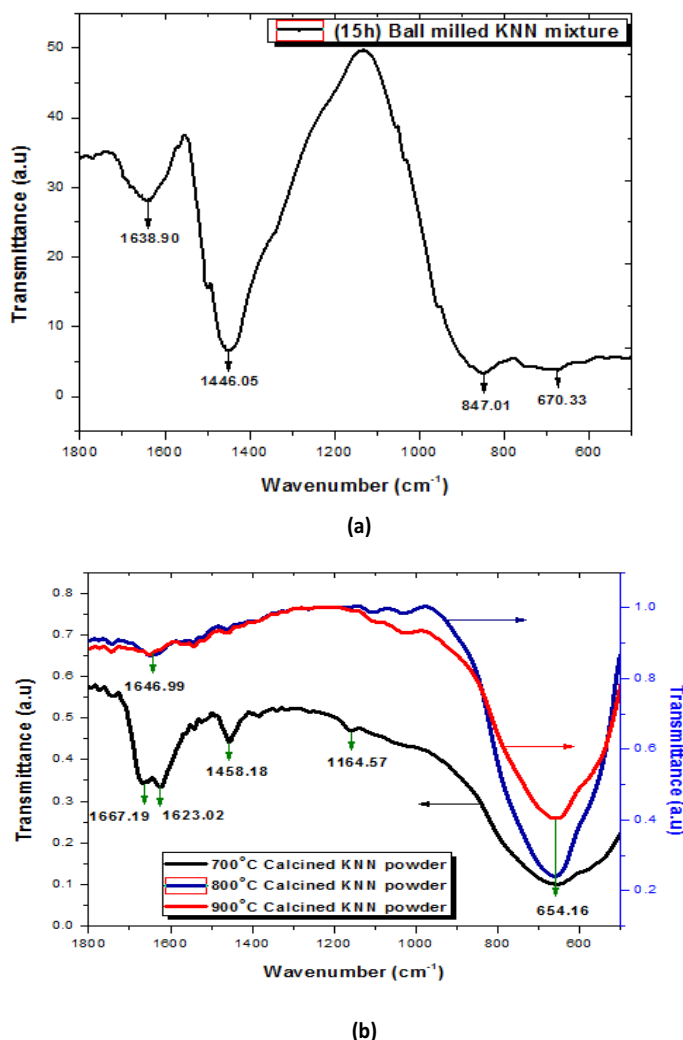 (15h) Ball milled KNN mixture
50
40
30
20
10
0
Transmittance (a.u)
1638.90
1446.05
847.01
670.33
1800 1600 1400 1200 1000 800 600
Wavenumber (cm⁻¹)
(a)
0.8
0.7
0.6
0.5
0.4
0.3
0.2
0.1
0.0
Transmittance (a.u)
1.0
0.8
0.6
0.4
0.2
Transmittance (a.u)
1646.99
1458.18
1164.57
1667.19
1623.02
654.16
700°C Calcined KNN powder
800°C Calcined KNN powder
900°C Calcined KNN powder
1800 1600 1400 1200 1000 800 600
Wavenumber (cm⁻¹)
(b)